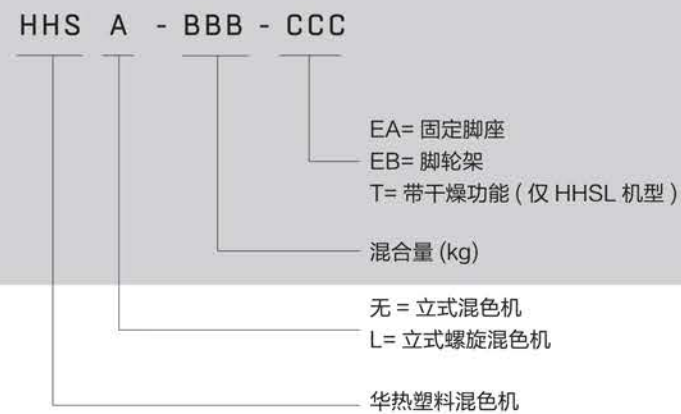 HHS A - BBB - CCC
EA= 固定脚座
EB= 脚轮架
T= 带干燥功能 ( 仅 HHSL 机型 )
混合量 (kg)
无 = 立式混色机
L= 立式螺旋混色机
华热塑料混色机